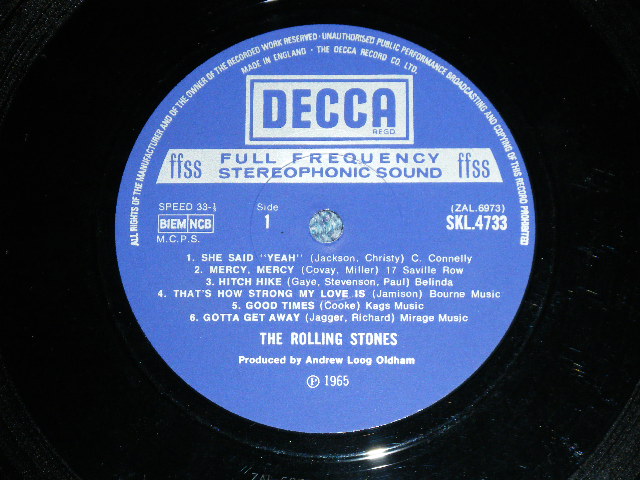 ALL RIGHTS OF THE MANUFACTURER AND OF THE OWNER OF THE RECORDED WORK RESERVED · UNAUTHORISED PUBLIC PERFORMANCE BROADCASTING AND COPYING OF THIS RECORD PROHIBITED
MADE IN ENGLAND · THE DECCA RECORD CO. LTD.
DECCA
REGD
ffss FULL FREQUENCY STEREOPHONIC SOUND ffss
SPEED 33-⅓ Side (ZAL.6973)
BIEM NCB 1 SKL.4733
M.C.P.S.
1. SHE SAID "YEAH" (Jackson, Christy) C. Connelly
2. MERCY, MERCY (Covay, Miller) 17 Saville Row
3. HITCH HIKE (Gaye, Stevenson, Paul) Belinda
4. THAT'S HOW STRONG MY LOVE IS (Jamison) Bourne Music
5. GOOD TIMES (Cooke) Kags Music
6. GOTTA GET AWAY (Jagger, Richard) Mirage Music
THE ROLLING STONES
Produced by Andrew Loog Oldham
℗ 1965